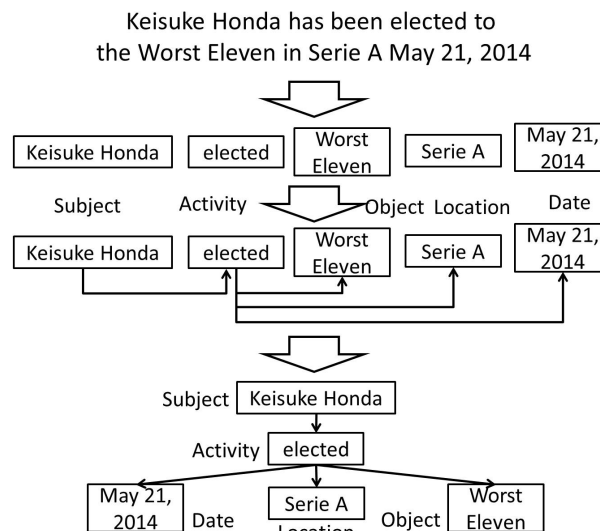 Keisuke Honda has been elected to
the Worst Eleven in Serie A May 21, 2014
Keisuke Honda elected Worst Eleven Serie A May 21, 2014
Subject Activity Object Location Date
Keisuke Honda elected Worst Eleven Serie A May 21, 2014
Subject Keisuke Honda
Activity elected
May 21, 2014 Date Serie A Location Object Worst Eleven